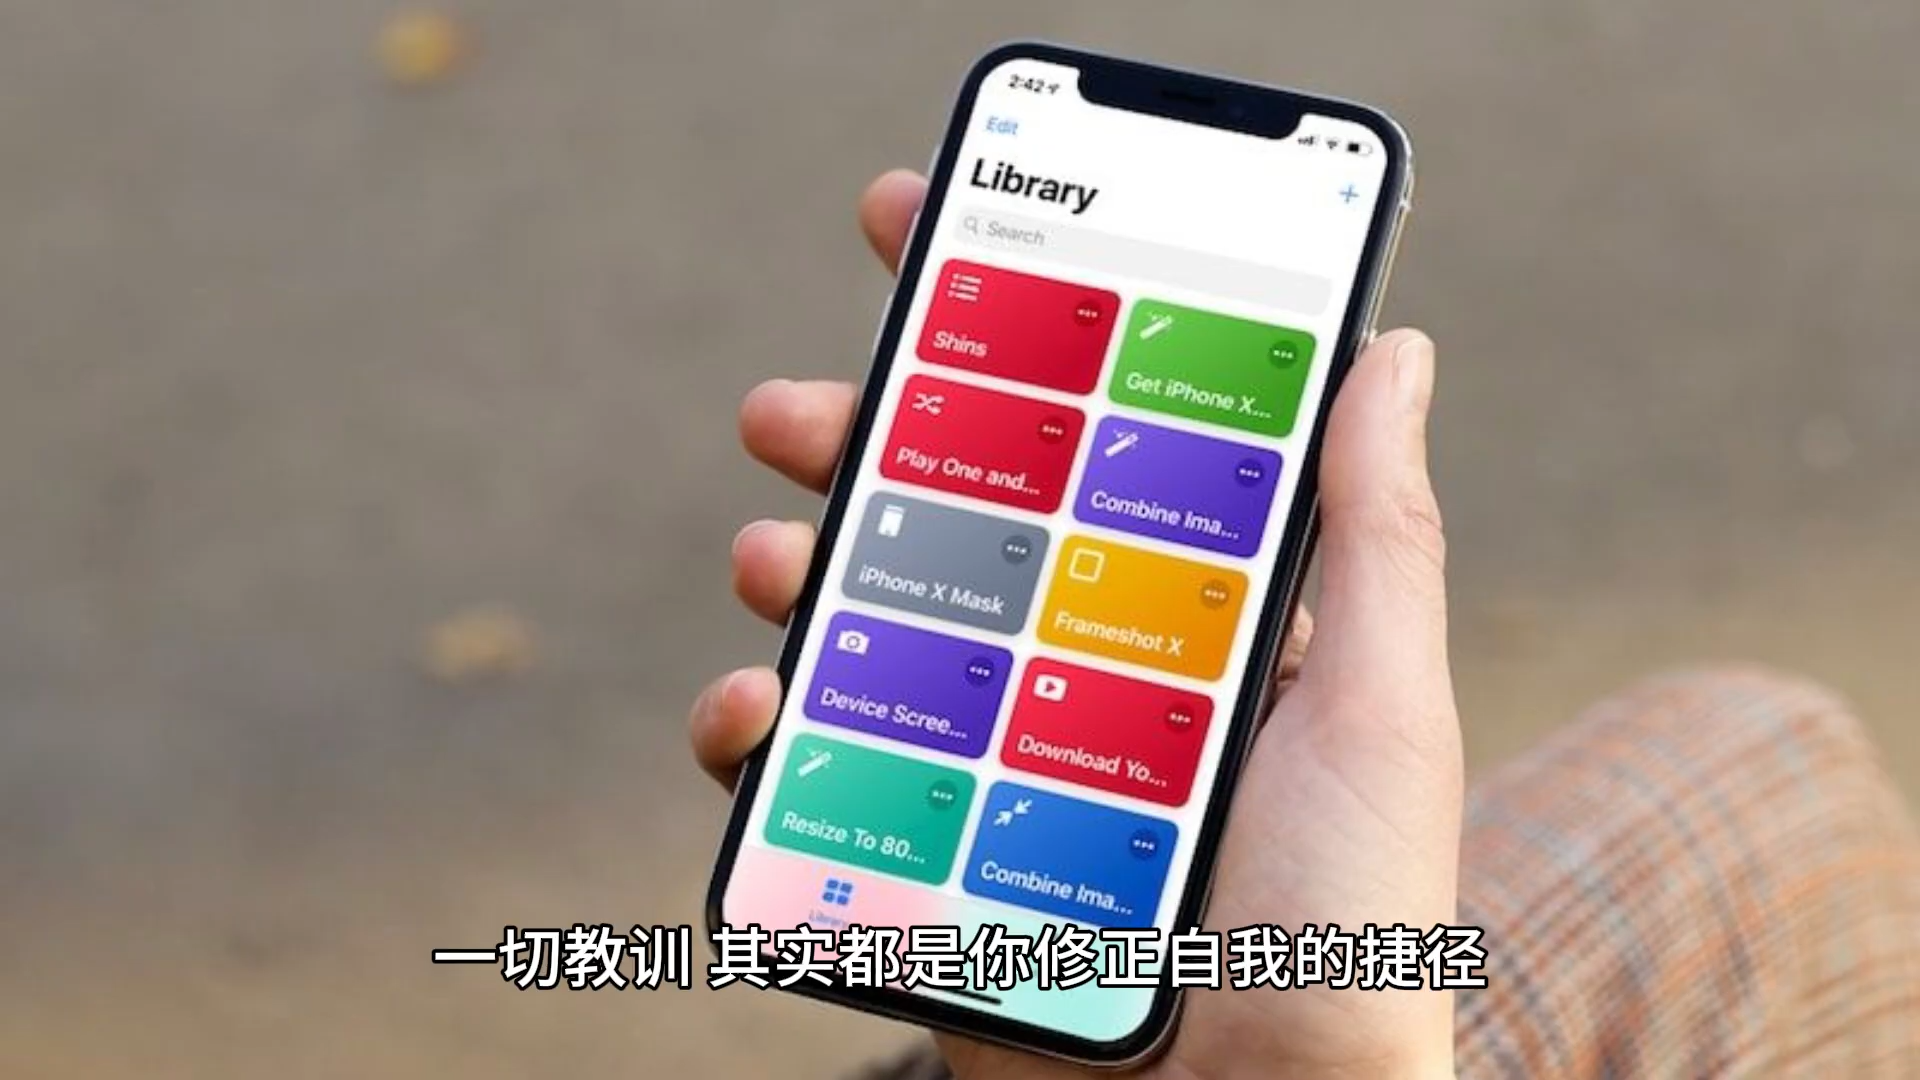 2:42
Edit
Library
Search
Shins
Get iPhone X...
Play One and...
Combine Ima...
iPhone X Mask
Frameshot X
Device Scree...
Download Yo...
Resize To 80...
Combine Ima...
Library
一切教训 其实都是你修正自我的捷径